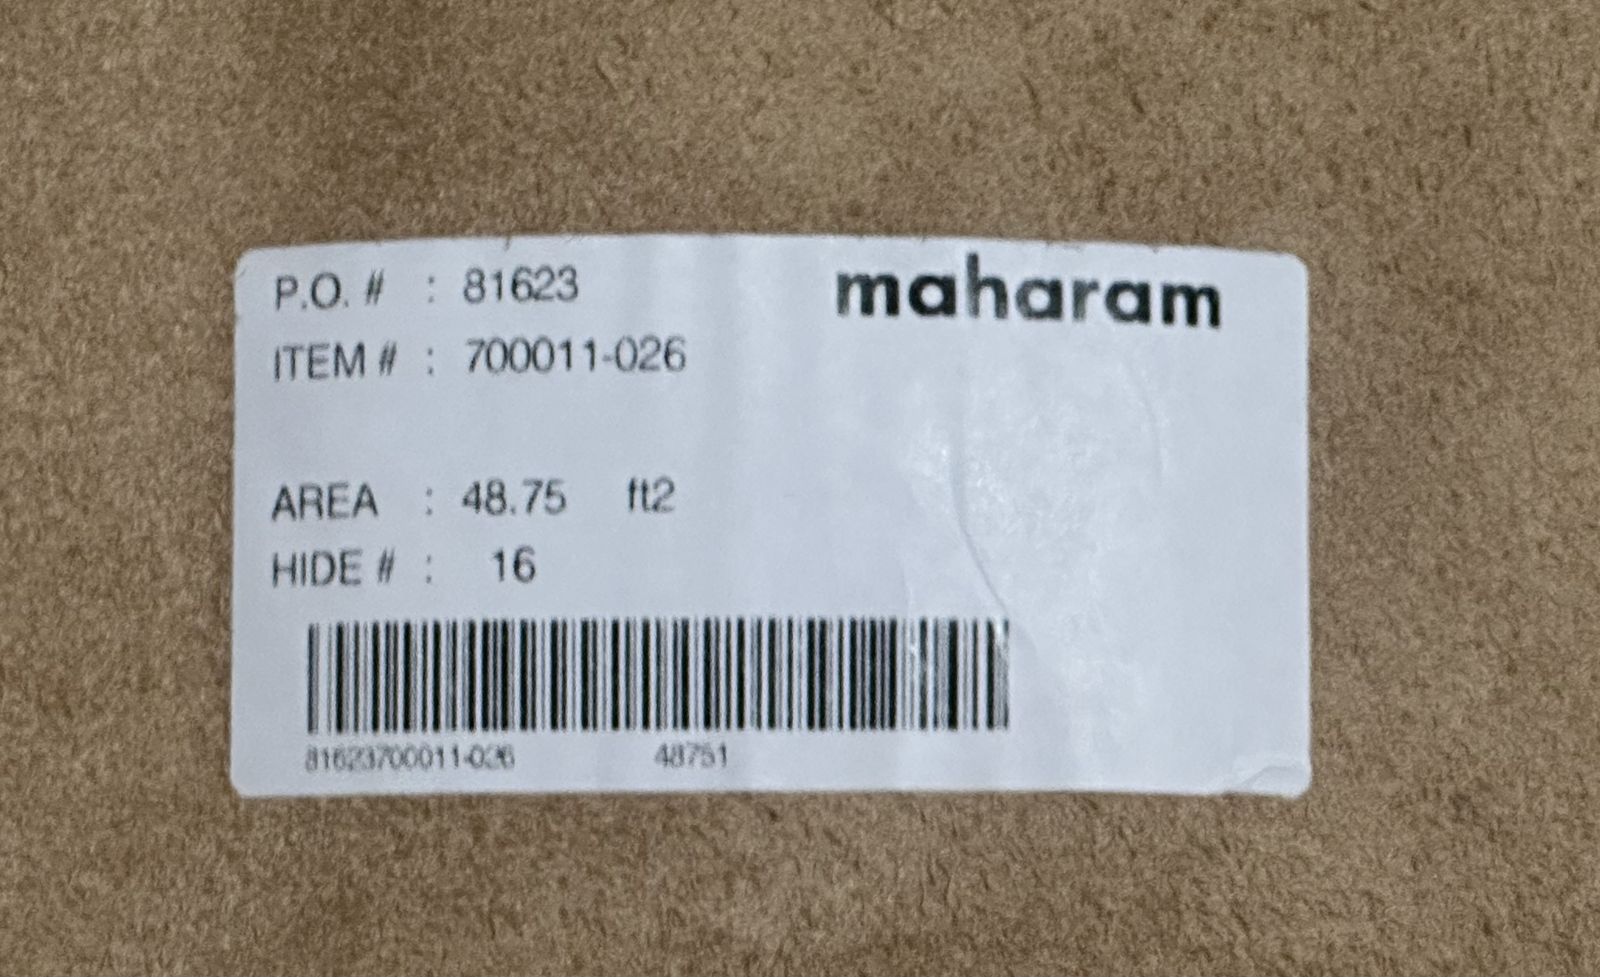 P.O. # : 81623
maharam
ITEM # : 700011-026
AREA : 48.75 ft2
HIDE # : 16
81623700011-026 48751